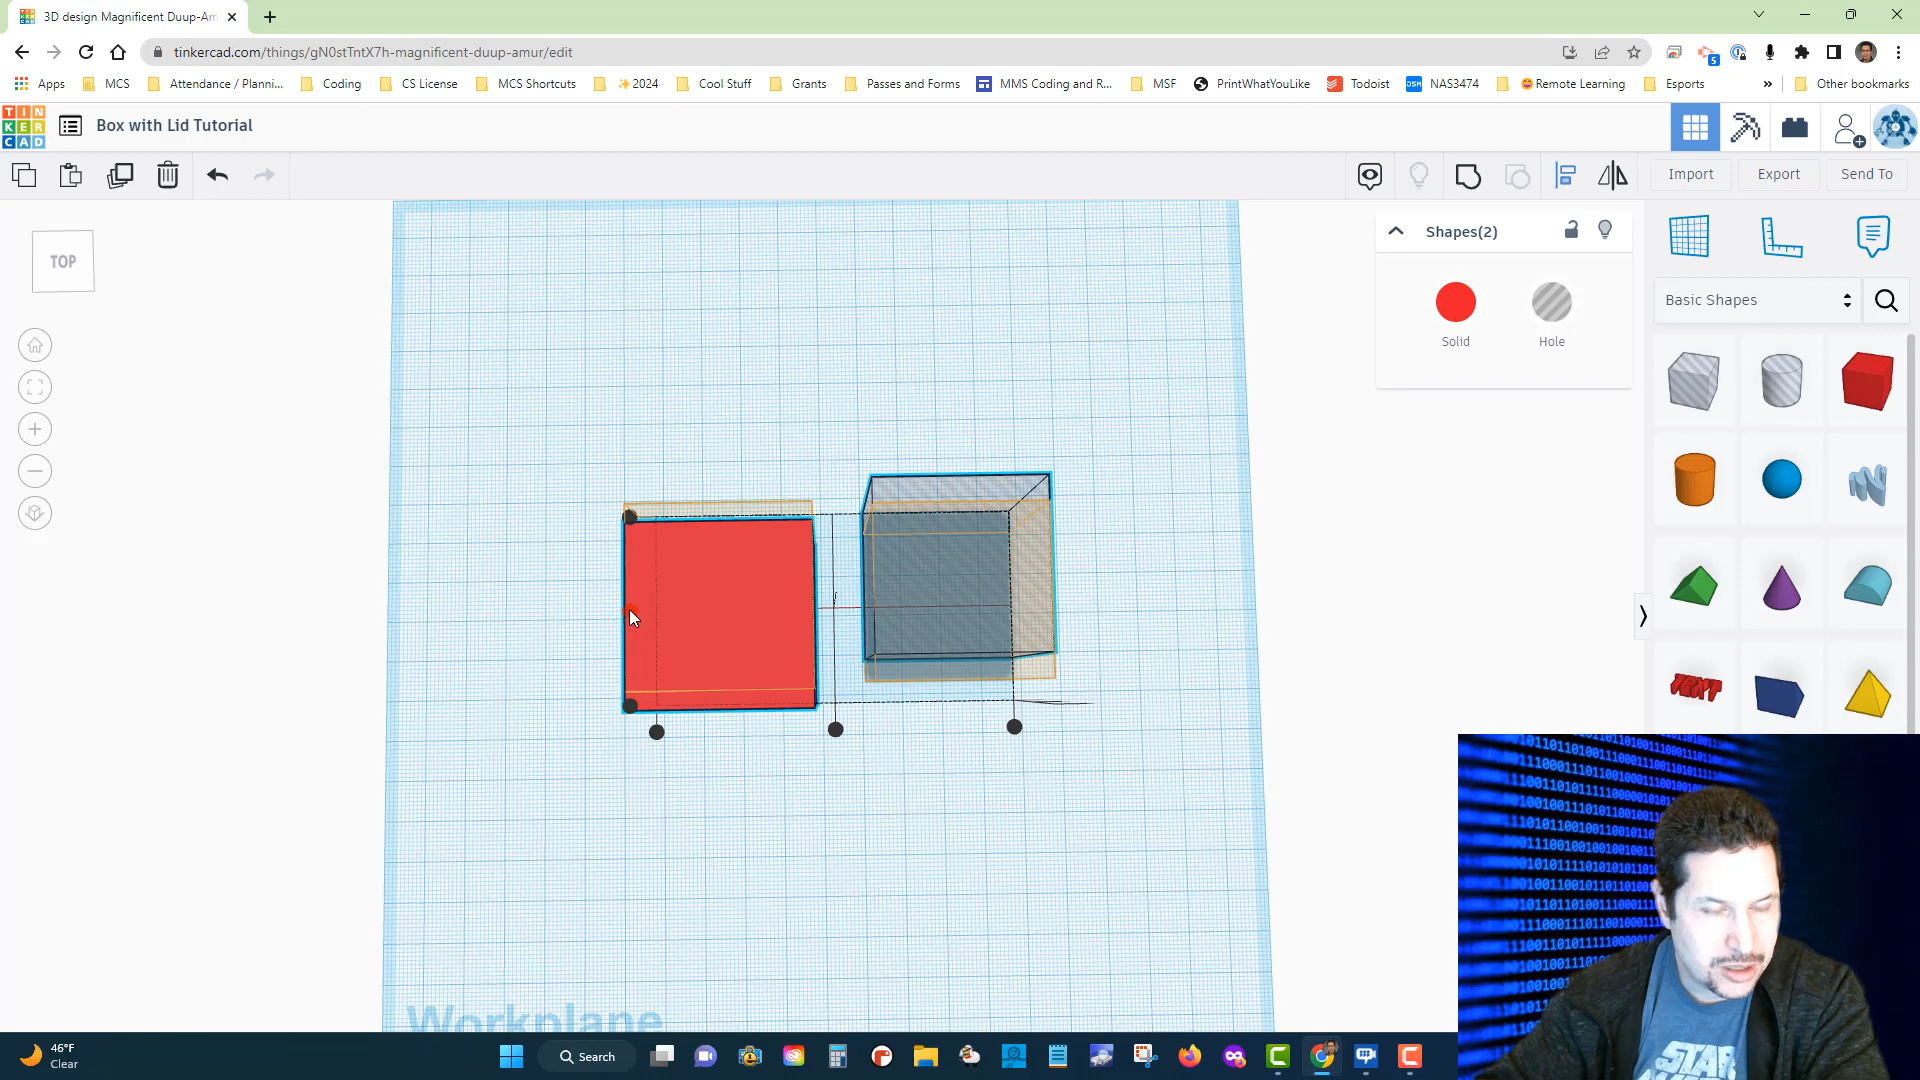 3D design Magnificent Duup-Am
tinkercad.com/things/gN0stTntX7h-magnificent-duup-amur/edit
Apps MCS Attendance / Planni... Coding CS License MCS Shortcuts ✨2024 Cool Stuff Grants Passes and Forms MMS Coding and R... MSF PrintWhatYouLike Todoist NAS3474 😄Remote Learning Esports » Other bookmarks
TIN
KER
CAD
Box with Lid Tutorial
Import Export Send To
TOP
Shapes(2)
Solid Hole
Basic Shapes
TEXT
Workplane
46°F
Clear
Search
STAR